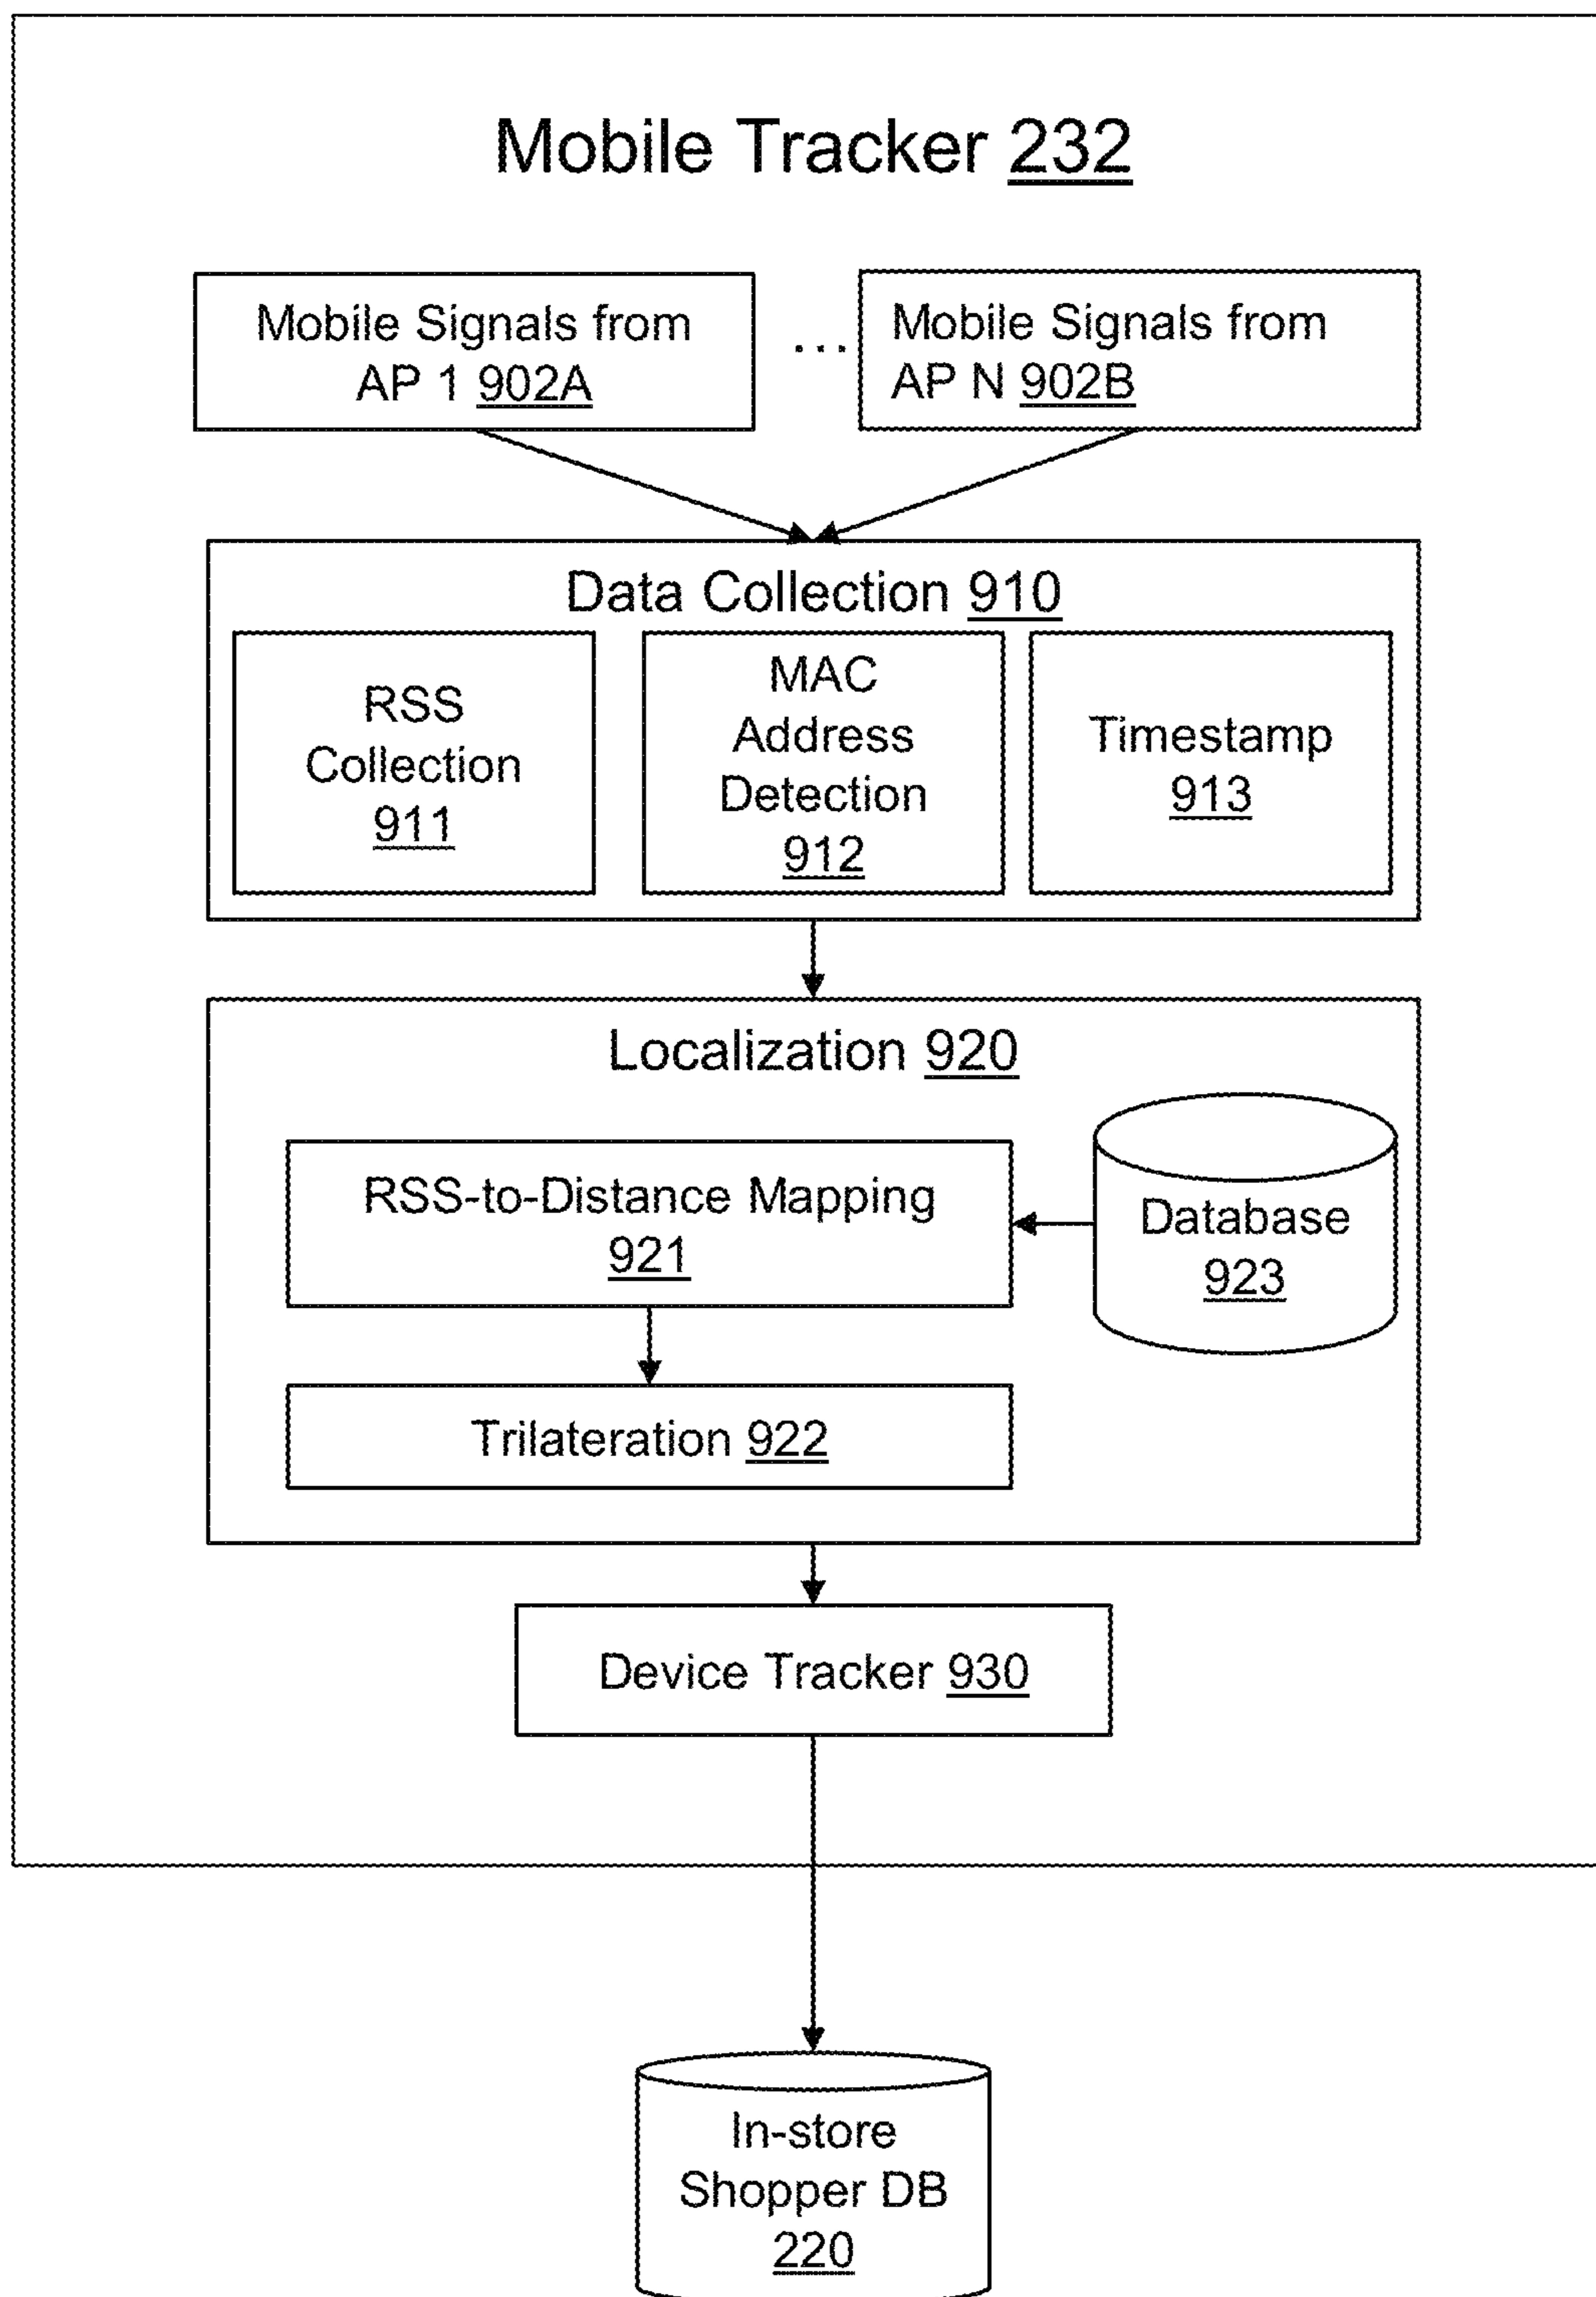 Mobile Tracker 232
Mobile Signals from
AP 1 902A
...
Mobile Signals from
AP N 902B
Data Collection 910
RSS
Collection
911
MAC
Address
Detection
912
Timestamp
913
Localization 920
RSS-to-Distance Mapping
921
Database
923
Trilateration 922
Device Tracker 930
In-store
Shopper DB
220